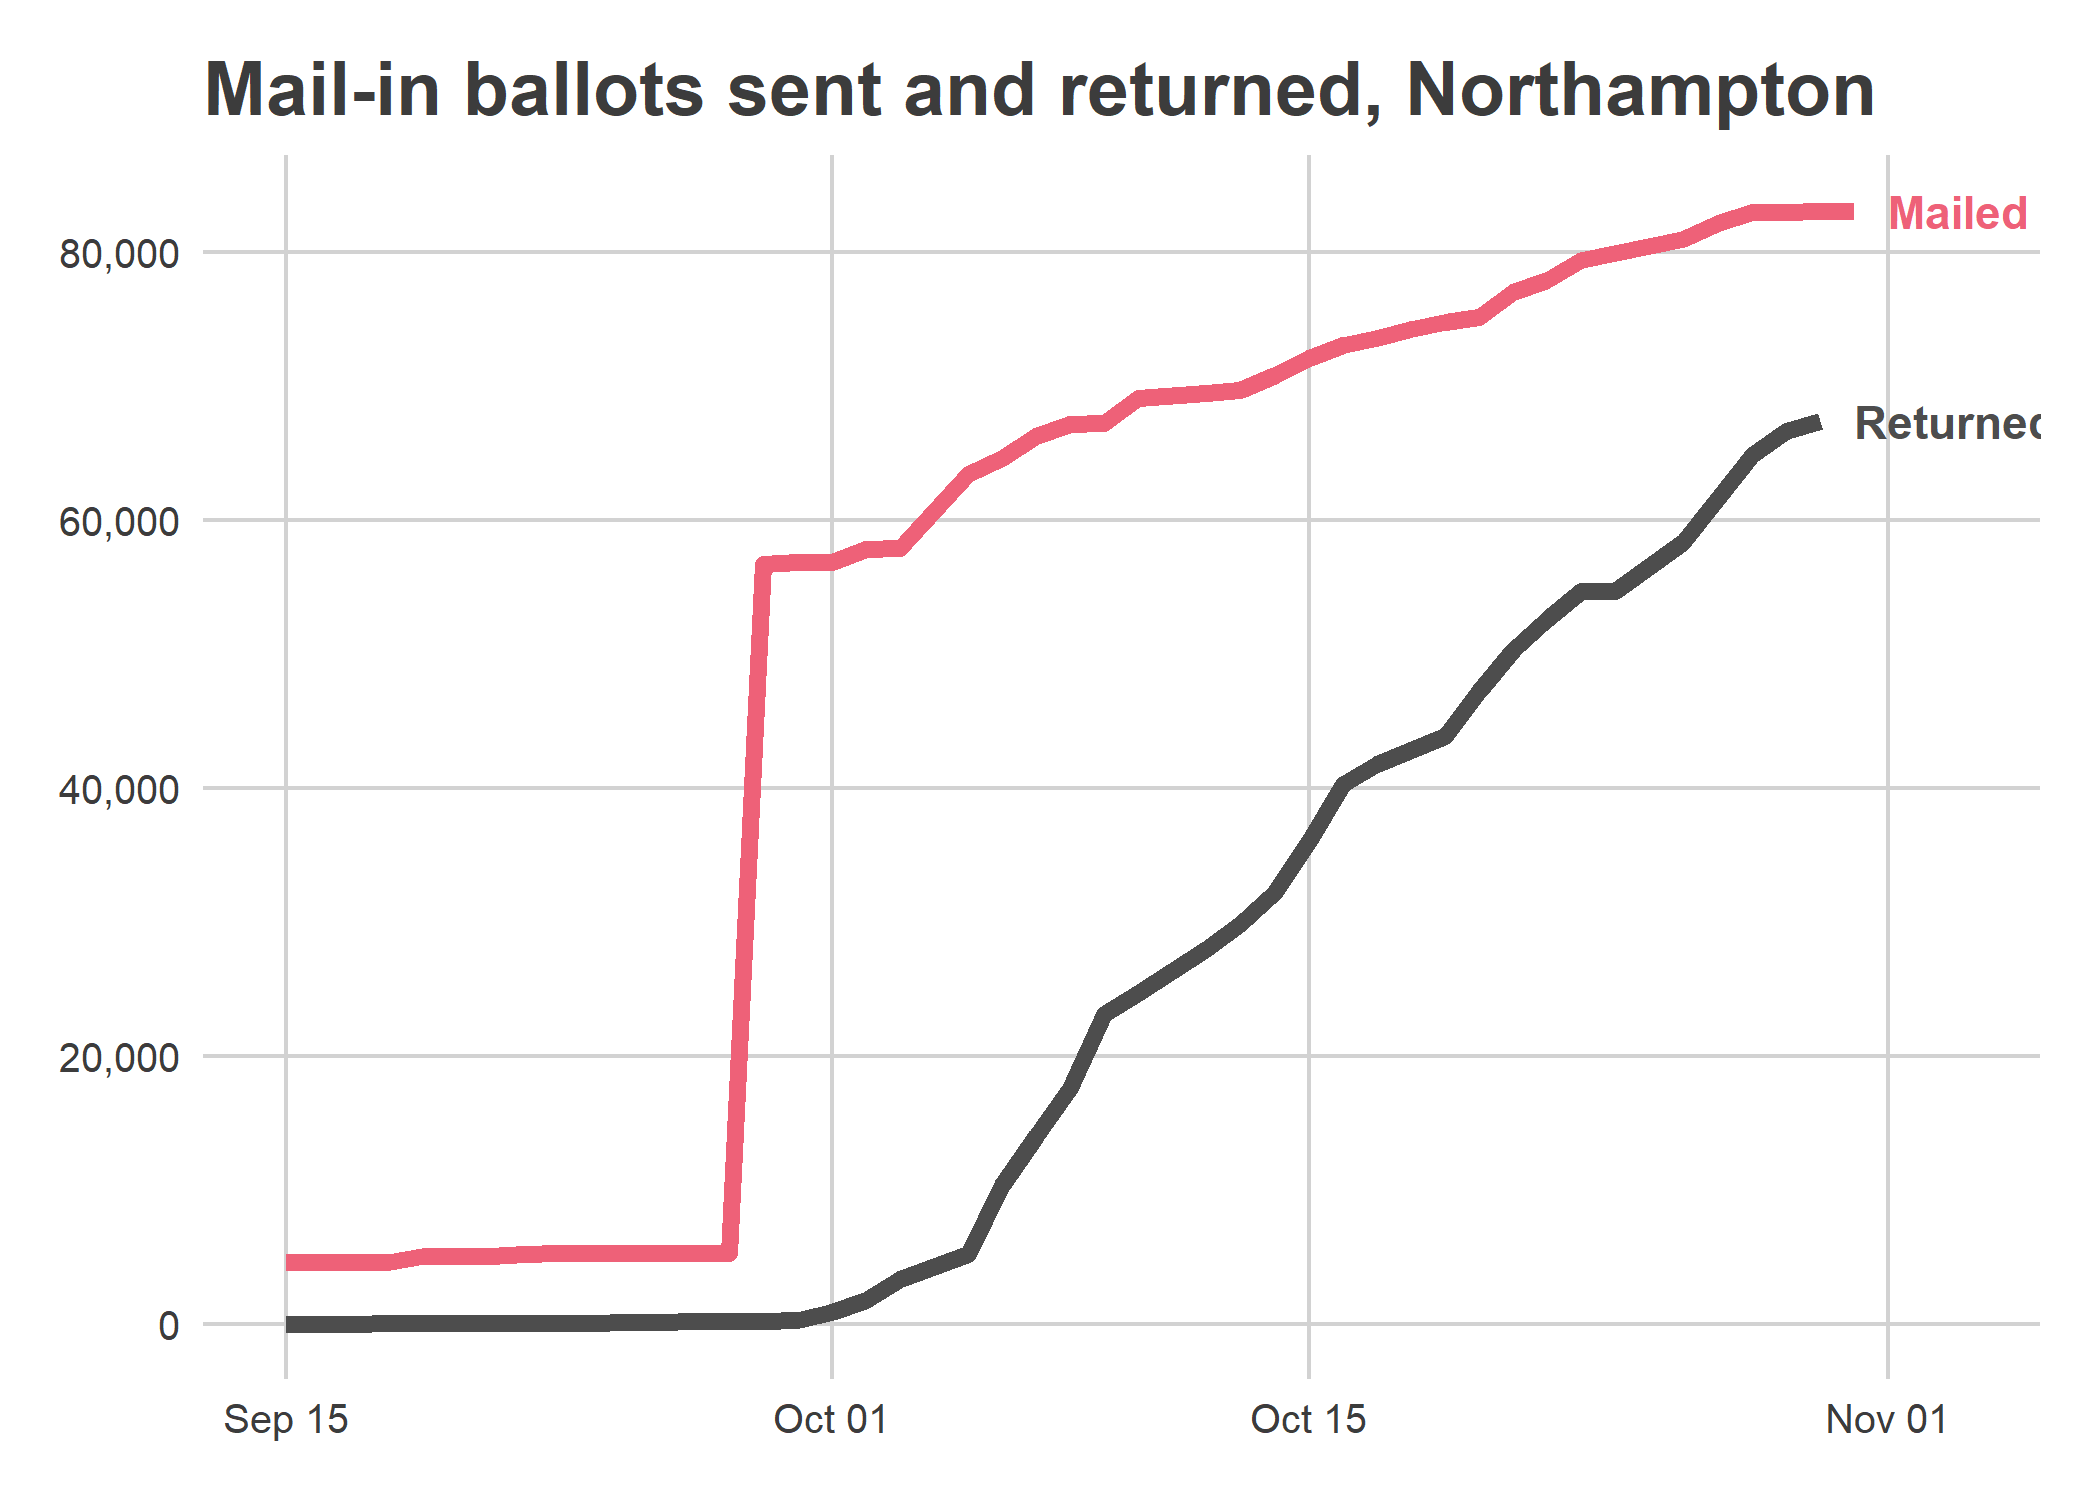 Mail-in ballots sent and returned, Northampton
Mailed
80,000
Returned
60,000
40,000
20,000
0
Sep 15 Oct 01 Oct 15 Nov 01